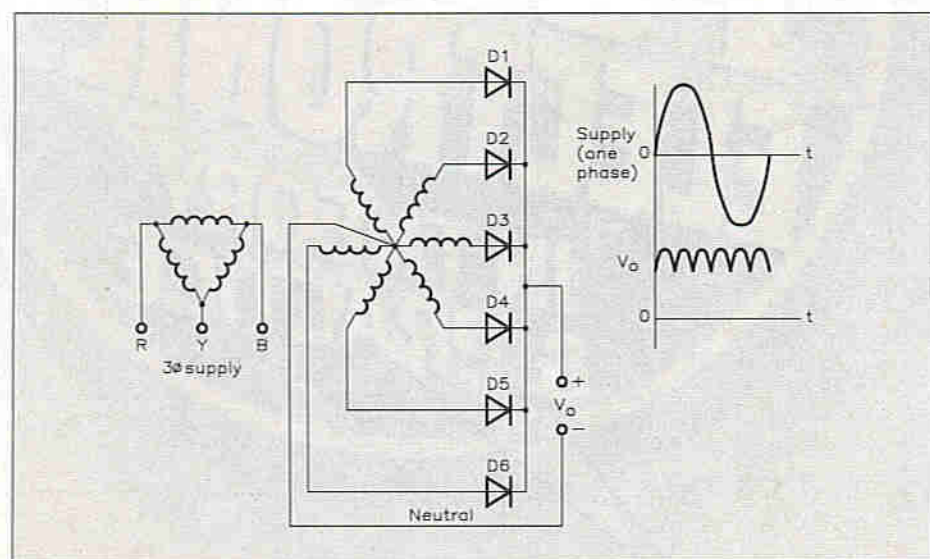 D1
D2
D3
D4
D5
D6
R Y B
3ø supply
Neutral
+
Vo
−
Supply
(one
phase)
0 t
Vo
0 t